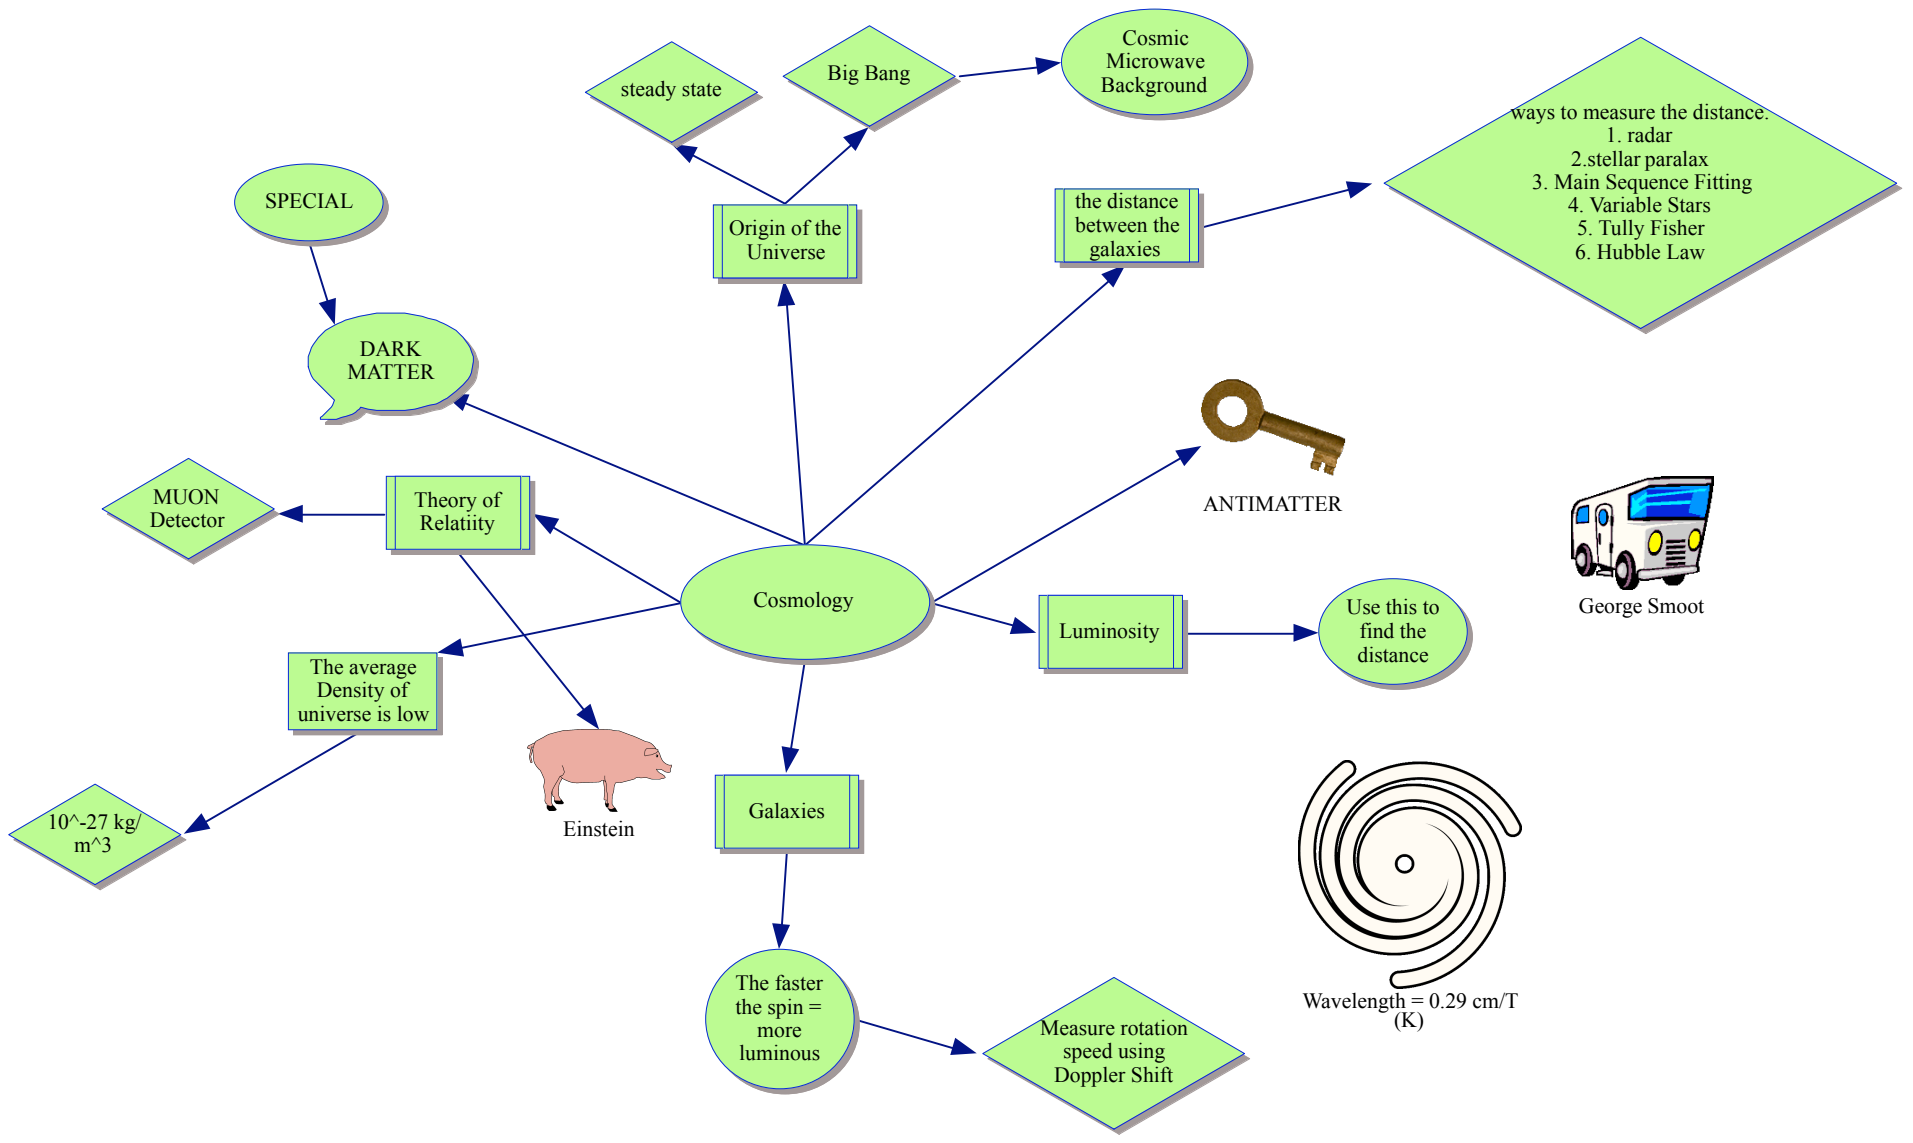 steady state
Big Bang
Cosmic
Microwave
Background
ways to measure the distance.
1. radar
2.stellar paralax
3. Main Sequence Fitting
4. Variable Stars
5. Tully Fisher
6. Hubble Law
SPECIAL
Origin of the
Universe
the distance
between the
galaxies
DARK
MATTER
MUON
Detector
Theory of
Relatiity
ANTIMATTER
George Smoot
Cosmology
Luminosity
Use this to
find the
distance
The average
Density of
universe is low
10^-27 kg/
m^3
Einstein
Galaxies
The faster
the spin =
more
luminous
Measure rotation
speed using
Doppler Shift
Wavelength = 0.29 cm/T
(K)